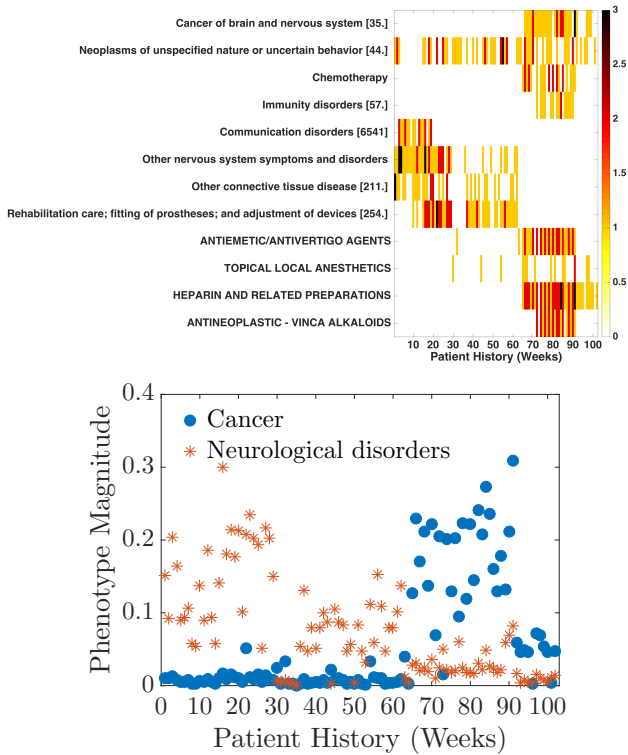 Cancer of brain and nervous system [35.]
Neoplasms of unspecified nature or uncertain behavior [44.]
Chemotherapy
Immunity disorders [57.]
Communication disorders [6541]
Other nervous system symptoms and disorders
Other connective tissue disease [211.]
Rehabilitation care; fitting of prostheses; and adjustment of devices [254.]
ANTIEMETIC/ANTIVERTIGO AGENTS
TOPICAL LOCAL ANESTHETICS
HEPARIN AND RELATED PREPARATIONS
ANTINEOPLASTIC - VINCA ALKALOIDS
10 20 30 40 50 60 70 80 90 100
Patient History (Weeks)
3
2.5
2
1.5
1
0.5
0
0.4
0.3
0.2
0.1
0
Phenotype Magnitude
Cancer
Neurological disorders
0 10 20 30 40 50 60 70 80 90 100
Patient History (Weeks)